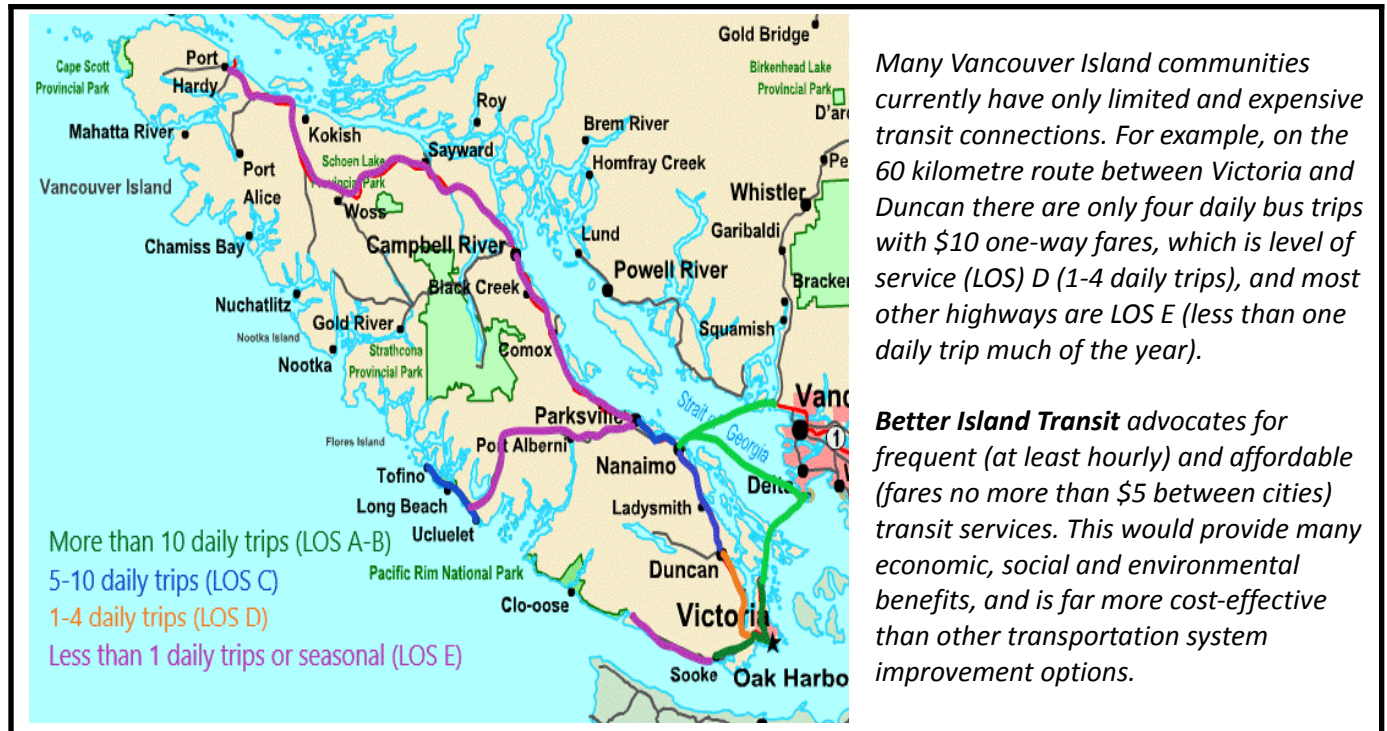 Gold Bridge
Port
Hardy
Cape Scott
Provincial Park
Birkenhead Lake
Provincial Park
Roy
Kokish
Mahatta River
Brem River
Sayward
Schoen Lake
Provincial Park
Homfray Creek
Port
Alice
Vancouver Island
Whistler
Woss
Chamiss Bay
Campbell River
Lund
Garibaldi
Powell River
Black Creek
Nuchatlitz
Gold River
Squamish
Nootka Island
Nootka
Strathcona
Provincial Park
Comox
Strait of
Georgia
Parksville
Port Alberni
1
Flores Island
Nanaimo
Tofino
Delta
Long Beach
Ladysmith
Ucluelet
Pacific Rim National Park
Duncan
Clo-oose
Victoria
Sooke
Oak Harbo
More than 10 daily trips (LOS A-B)
5-10 daily trips (LOS C)
1-4 daily trips (LOS D)
Less than 1 daily trips or seasonal (LOS E)
Many Vancouver Island communities
currently have only limited and expensive
transit connections. For example, on the
60 kilometre route between Victoria and
Duncan there are only four daily bus trips
with $10 one-way fares, which is level of
service (LOS) D (1-4 daily trips), and most
other highways are LOS E (less than one
daily trip much of the year).
Better Island Transit advocates for
frequent (at least hourly) and affordable
(fares no more than $5 between cities)
transit services. This would provide many
economic, social and environmental
benefits, and is far more cost-effective
than other transportation system
improvement options.